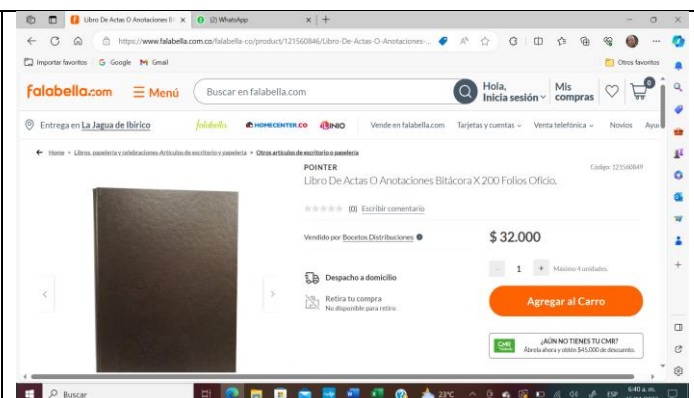 Libro De Actas O Anotaciones Bi
(2) WhatsApp
https://www.falabella.com.co/falabella-co/product/121560846/Libro-De-Actas-O-Anotaciones-...
Importar favoritos
Google
Gmail
Otros favoritos
falabella.com
Menú
Buscar en falabella.com
Hola,
Inicia sesión
Mis
compras
0
Entrega en La Jagua de Ibirico
falabella.
HOMECENTER.CO
LINIO
Vende en falabella.com
Tarjetas y cuentas
Venta telefónica
Novios
Ayu
Home
Libros, papelería y celebraciones-Artículos de escritorio y papelería
Otros artículos de escritorio o papelería
POINTER
Código: 121560849
Libro De Actas O Anotaciones Bitácora X 200 Folios Oficio.
(0) Escribir comentario
Vendido por Bocetos Distribuciones
$ 32.000
- 1 + Máximo 4 unidades.
Despacho a domicilio
Retira tu compra
No disponible para retiro
Agregar al Carro
CMR
¿AÚN NO TIENES TU CMR?
Ábrela ahora y obtén $45.000 de descuento.
Buscar
23°C
ESP
6:40 a. m.